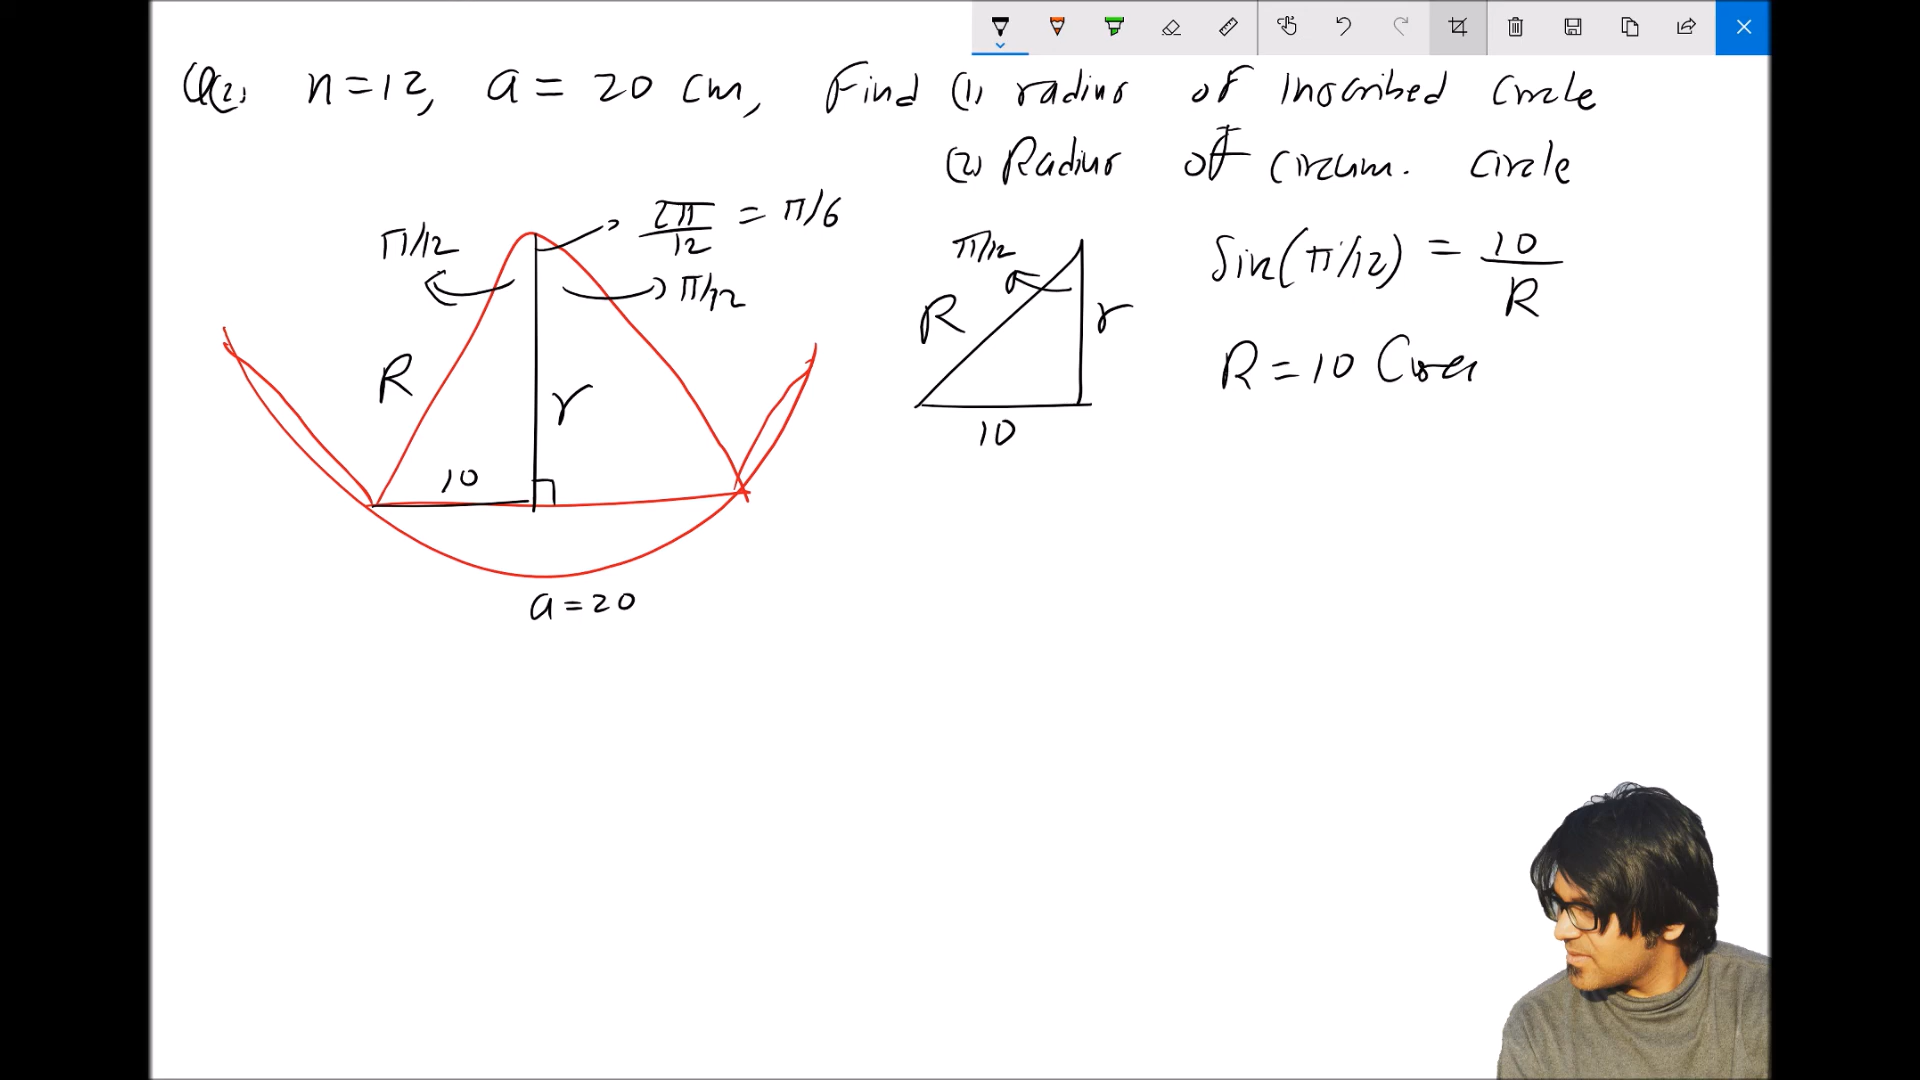 Q2, n=12, a = 20 cm, Find (1) radius of Inscribed Circle
(2) Radius of Circum. Circle
π/12
2π/12 = π/6
π/12
R
r
10
a = 20
π/12
R
r
10
Sin(π/12) = 10/R
R = 10